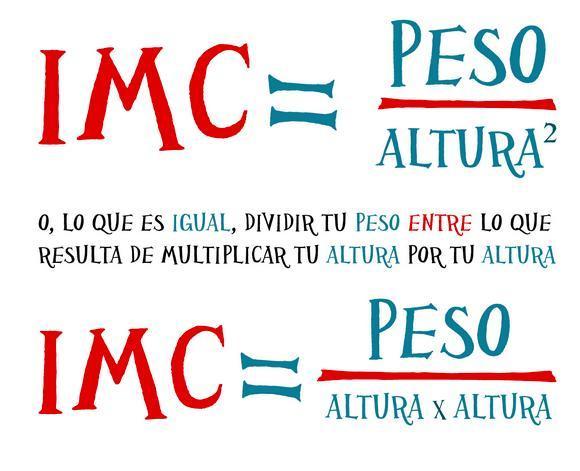 IMC = PESO
ALTURA²
O, LO QUE ES IGUAL, DIVIDIR TU PESO ENTRE LO QUE
RESULTA DE MULTIPLICAR TU ALTURA POR TU ALTURA
IMC = PESO
ALTURA X ALTURA